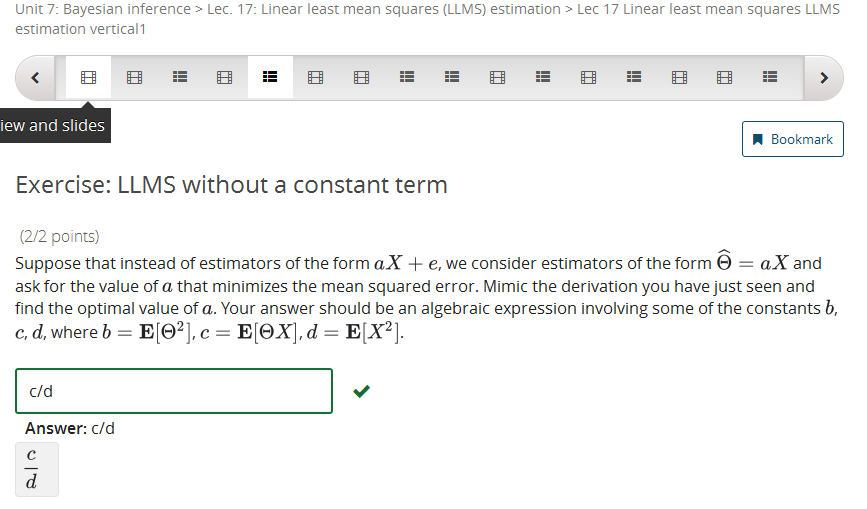 Unit 7: Bayesian inference > Lec. 17: Linear least mean squares (LLMS) estimation > Lec 17 Linear least mean squares LLMS
estimation vertical1
iew and slides
Bookmark
Exercise: LLMS without a constant term
(2/2 points)
Suppose that instead of estimators of the form aX + e, we consider estimators of the form Θ̂ = aX and
ask for the value of a that minimizes the mean squared error. Mimic the derivation you have just seen and
find the optimal value of a. Your answer should be an algebraic expression involving some of the constants b,
c, d, where b = E[Θ²], c = E[ΘX], d = E[X²].
c/d
Answer: c/d
c
d